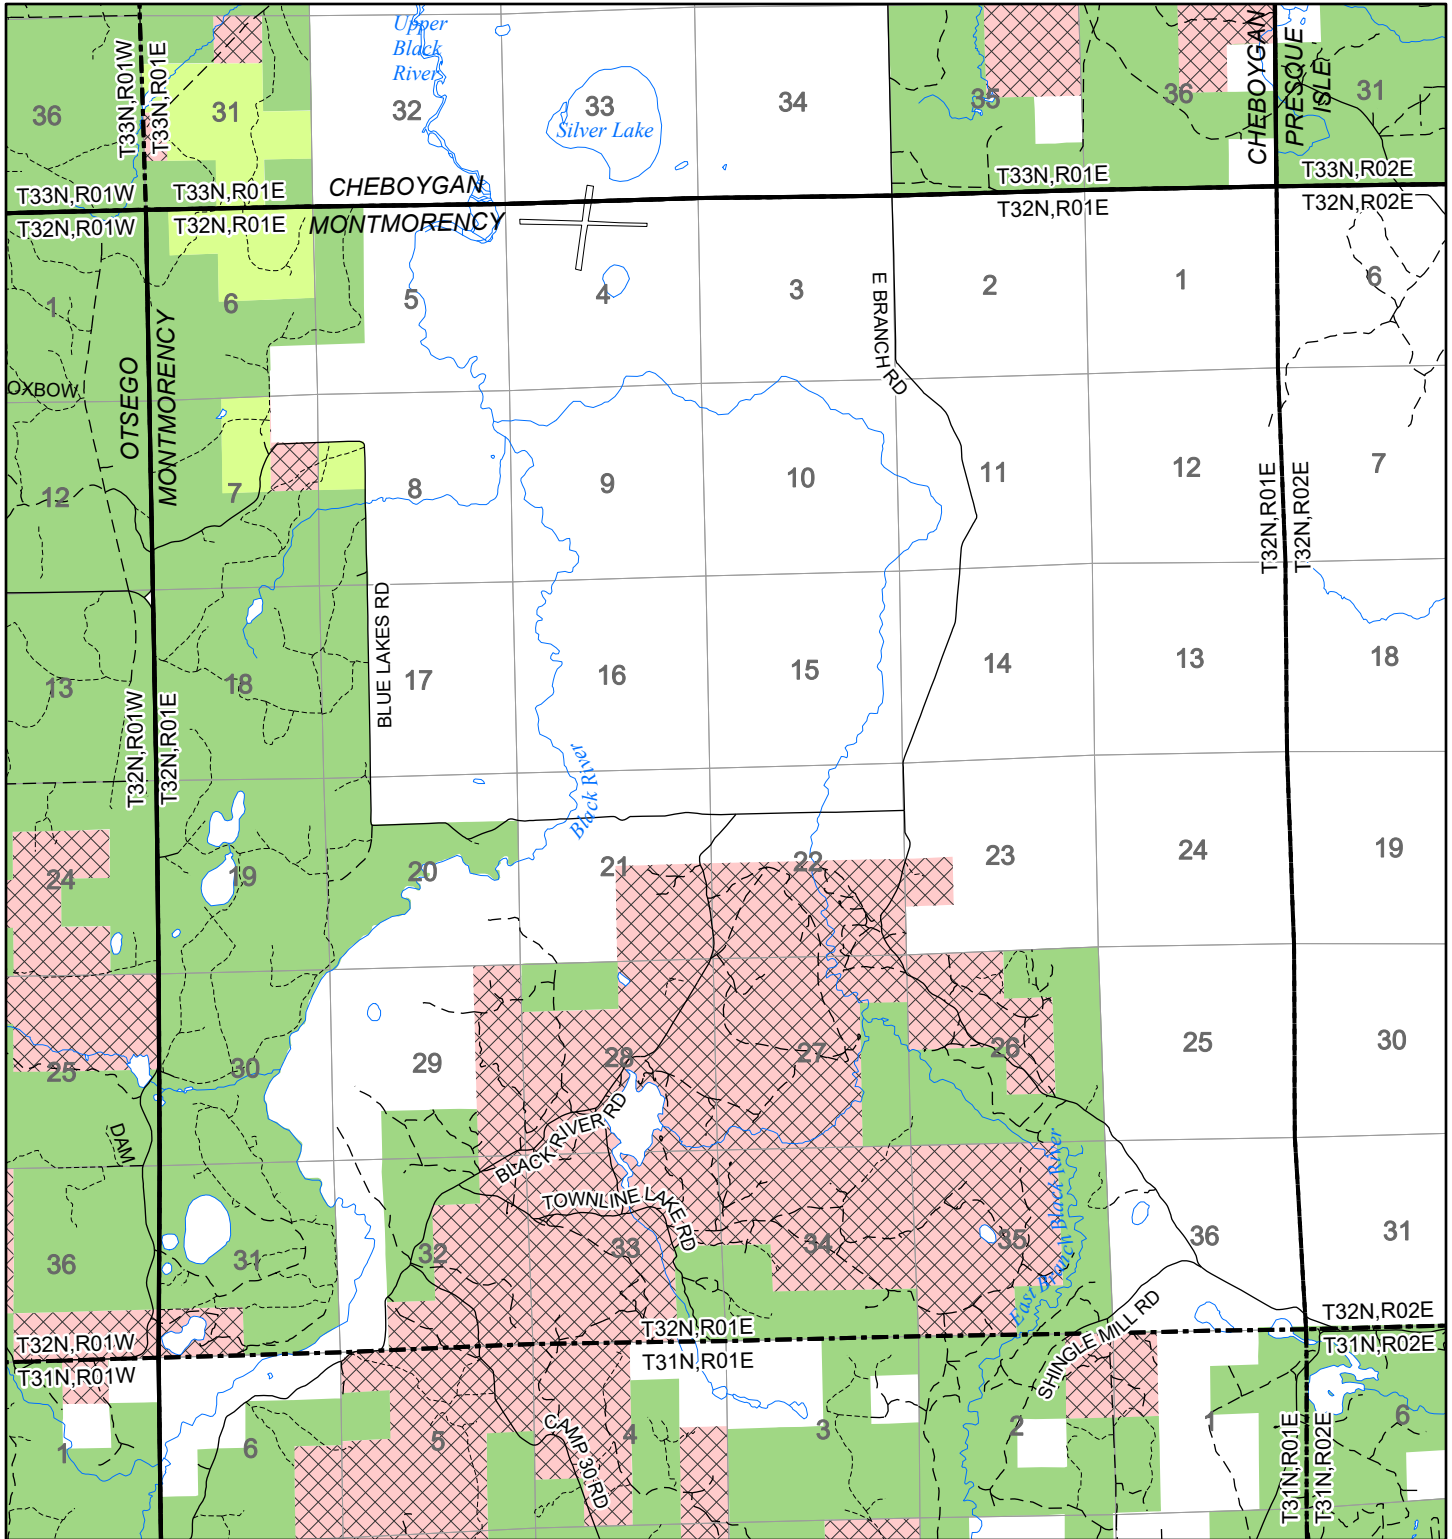 Upper
Black
River
36
31
32
33
Silver Lake
34
35
36
31
T33N,R01W
T33N,R01E
CHEBOYGAN
PRESQUE
ISLE
T33N,R01W
T33N,R01E
CHEBOYGAN
T33N,R01E
T33N,R02E
T32N,R01W
T32N,R01E
MONTMORENCY
T32N,R01E
T32N,R02E
1
6
5
4
3
2
1
6
E BRANCH RD
OTSEGO
MONTMORENCY
OXBOW
12
7
8
9
10
11
12
7
T32N,R01E
T32N,R02E
BLUE LAKES RD
13
18
17
16
15
14
13
18
T32N,R01W
T32N,R01E
Black River
24
19
20
21
22
23
24
19
25
30
29
28
27
26
25
30
DAM
BLACK RIVER RD
TOWNLINE LAKE RD
East Branch Black River
36
31
32
33
34
35
36
31
SHINGLE MILL RD
T32N,R01W
T32N,R01E
T32N,R02E
T31N,R01W
T31N,R01E
T31N,R02E
1
6
5
4
3
2
1
6
CAMP 30 RD
T31N,R01E
T31N,R02E